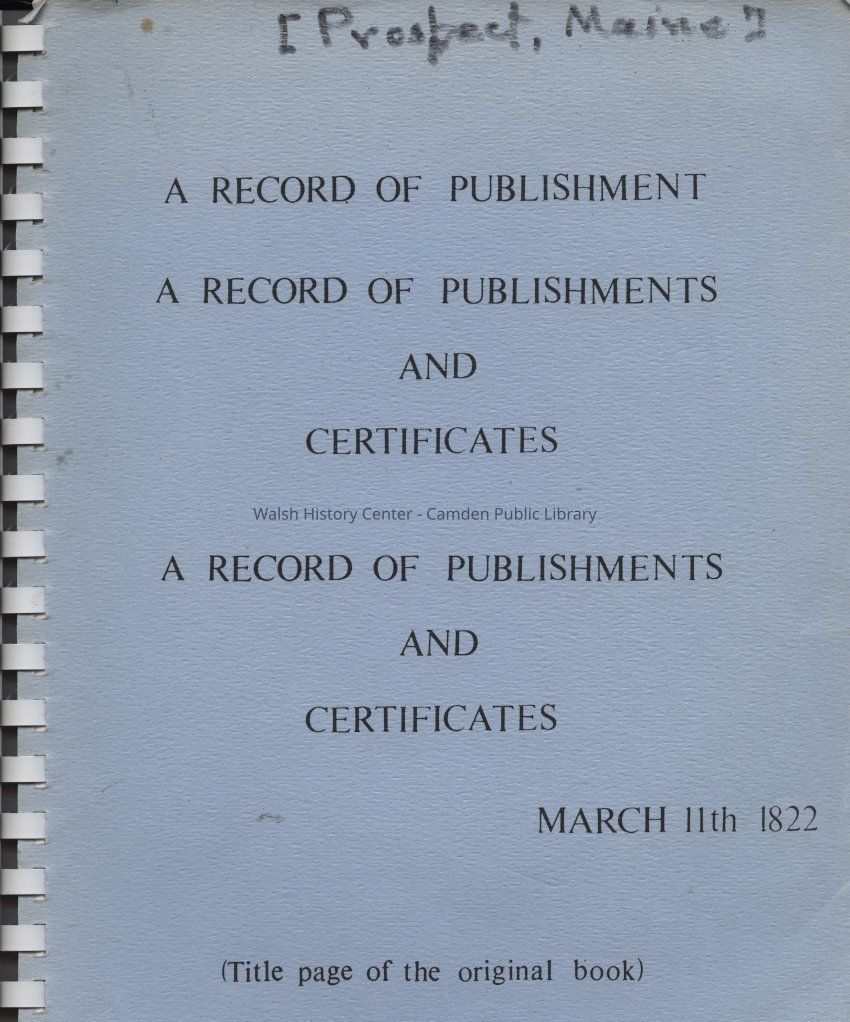 [Prospect, Maine]
A RECORD OF PUBLISHMENT
A RECORD OF PUBLISHMENTS
AND
CERTIFICATES
Walsh History Center - Camden Public Library
A RECORD OF PUBLISHMENTS
AND
CERTIFICATES
MARCH 11th 1822
(Title page of the original book)